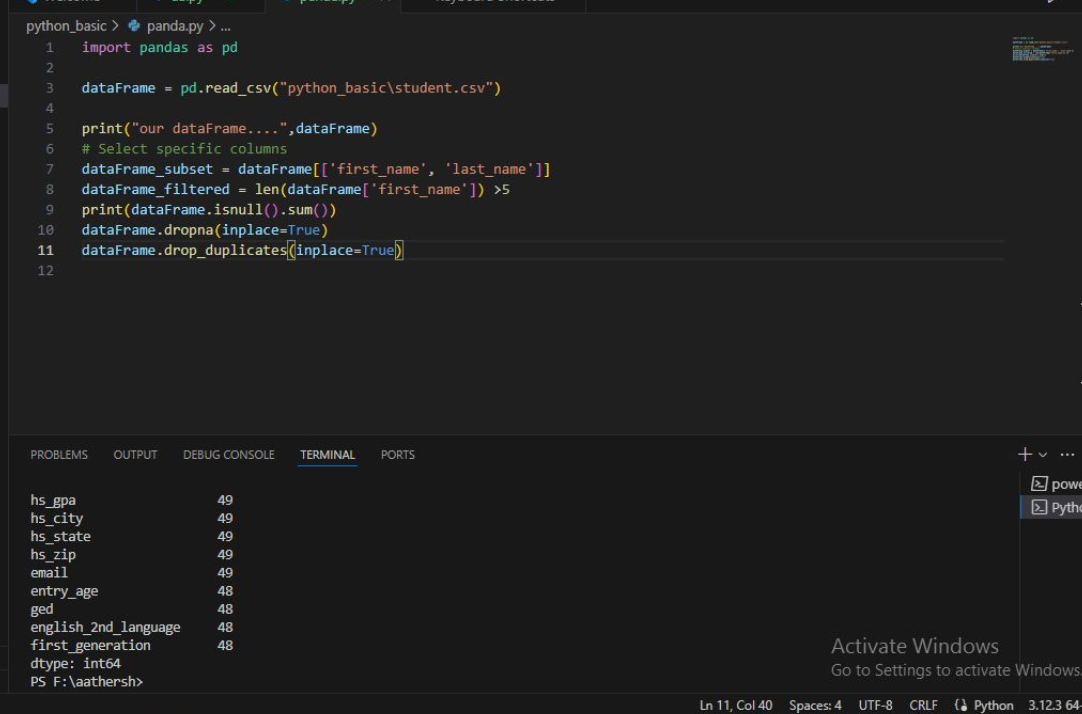 python_basic > panda.py > ...
1 import pandas as pd
2
3 dataFrame = pd.read_csv("python_basic\student.csv")
4
5 print("our dataFrame....",dataFrame)
6 # Select specific columns
7 dataFrame_subset = dataFrame[['first_name', 'last_name']]
8 dataFrame_filtered = len(dataFrame['first_name']) >5
9 print(dataFrame.isnull().sum())
10 dataFrame.dropna(inplace=True)
11 dataFrame.drop_duplicates(inplace=True)
12
PROBLEMS OUTPUT DEBUG CONSOLE TERMINAL PORTS
hs_gpa 49
hs_city 49
hs_state 49
hs_zip 49
email 49
entry_age 48
ged 48
english_2nd_language 48
first_generation 48
dtype: int64
PS F:\aathersh>
powe
Pytho
Activate Windows
Go to Settings to activate Windows.
Ln 11, Col 40 Spaces: 4 UTF-8 CRLF Python 3.12.3 64-